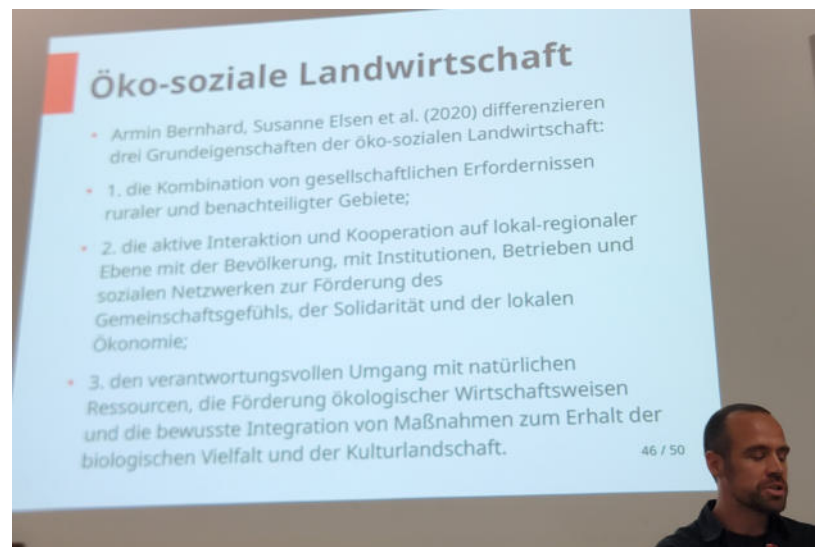 Öko-soziale Landwirtschaft
• Armin Bernhard, Susanne Elsen et al. (2020) differenzieren
drei Grundeigenschaften der öko-sozialen Landwirtschaft:
• 1. die Kombination von gesellschaftlichen Erfordernissen
ruraler und benachteiligter Gebiete;
• 2. die aktive Interaktion und Kooperation auf lokal-regionaler
Ebene mit der Bevölkerung, mit Institutionen, Betrieben und
sozialen Netzwerken zur Förderung des
Gemeinschaftsgefühls, der Solidarität und der lokalen
Ökonomie;
• 3. den verantwortungsvollen Umgang mit natürlichen
Ressourcen, die Förderung ökologischer Wirtschaftsweisen
und die bewusste Integration von Maßnahmen zum Erhalt der
biologischen Vielfalt und der Kulturlandschaft.
46 / 50